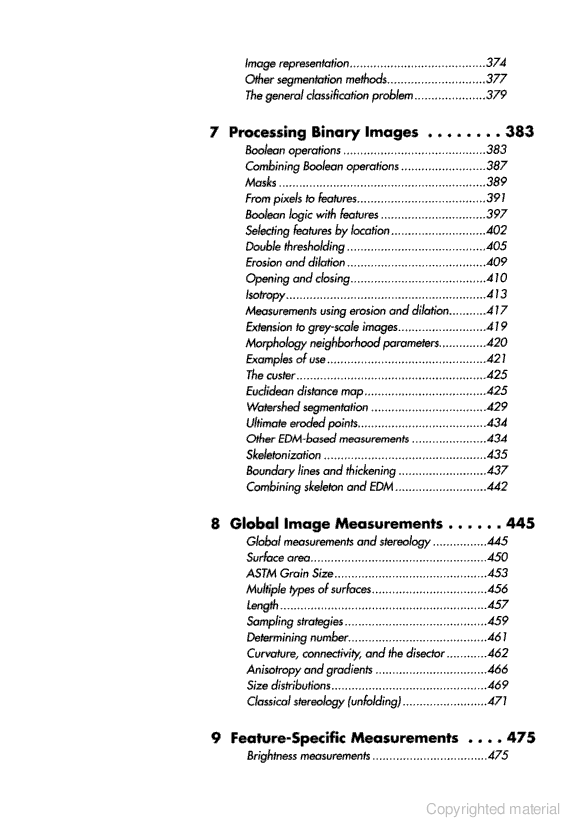 Image representation........................................374
Other segmentation methods.............................377
The general classification problem.....................379
7 Processing Binary Images ........383
Boolean operations ..........................................383
Combining Boolean operations .........................387
Masks .............................................................389
From pixels to features......................................391
Boolean logic with features ...............................397
Selecting features by location............................402
Double thresholding .........................................405
Erosion and dilation .........................................409
Opening and closing........................................410
Isotropy...........................................................413
Measurements using erosion and dilation...........417
Extension to grey-scale images..........................419
Morphology neighborhood parameters..............420
Examples of use...............................................421
The custer........................................................425
Euclidean distance map....................................425
Watershed segmentation ..................................429
Ultimate eroded points......................................434
Other EDM-based measurements ......................434
Skeletonization ................................................435
Boundary lines and thickening ..........................437
Combining skeleton and EDM...........................442
8 Global Image Measurements ......445
Global measurements and stereology ................445
Surface area....................................................450
ASTM Grain Size.............................................453
Multiple types of surfaces..................................456
Length.............................................................457
Sampling strategies..........................................459
Determining number.........................................461
Curvature, connectivity, and the disector............462
Anisotropy and gradients .................................466
Size distributions..............................................469
Classical stereology (unfolding).........................471
9 Feature-Specific Measurements ....475
Brightness measurements ..................................475
Copyrighted material